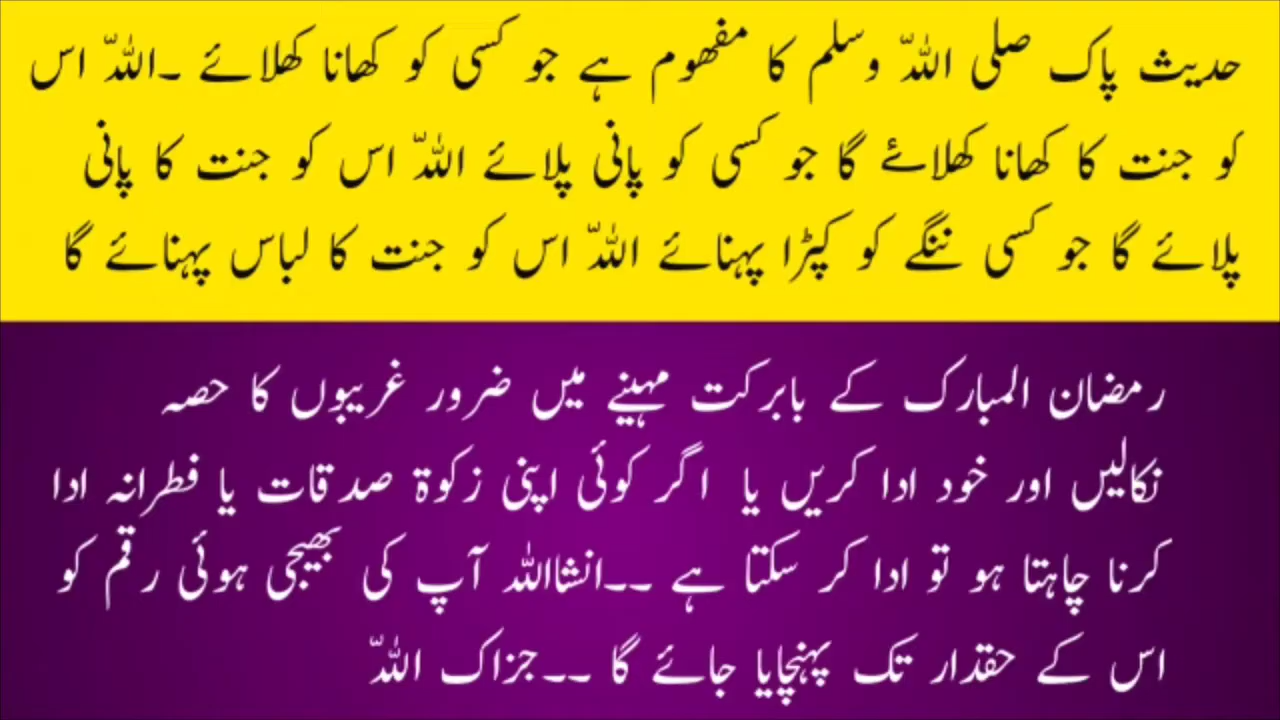 حدیث پاک صلی اللہّ وسلم کا مفھوم ہے جو کسی کو کھانا کھلائے ۔اللہّ اس
کو جنت کا کھانا کھلائے گا جو کسی کو پانی پلائے اللہّ اس کو جنت کا پانی
پلائے گا جو کسی ننگے کو کپڑا پہنائے اللہّ اس کو جنت کا لباس پہنائے گا
رمضان المبارک کے بابرکت مہینے میں ضرور غریبوں کا حصہ
نکالیں اور خود ادا کریں یا اگر کوئی اپنی زکوۃ صدقات یا فطرانہ ادا
کرنا چاہتا ہو تو ادا کر سکتا ہے ۔۔انشااللہ آپ کی بھیجی ہوئی رقم کو
اس کے حقدار تک پہنچایا جائے گا ۔۔جزاک اللہّ